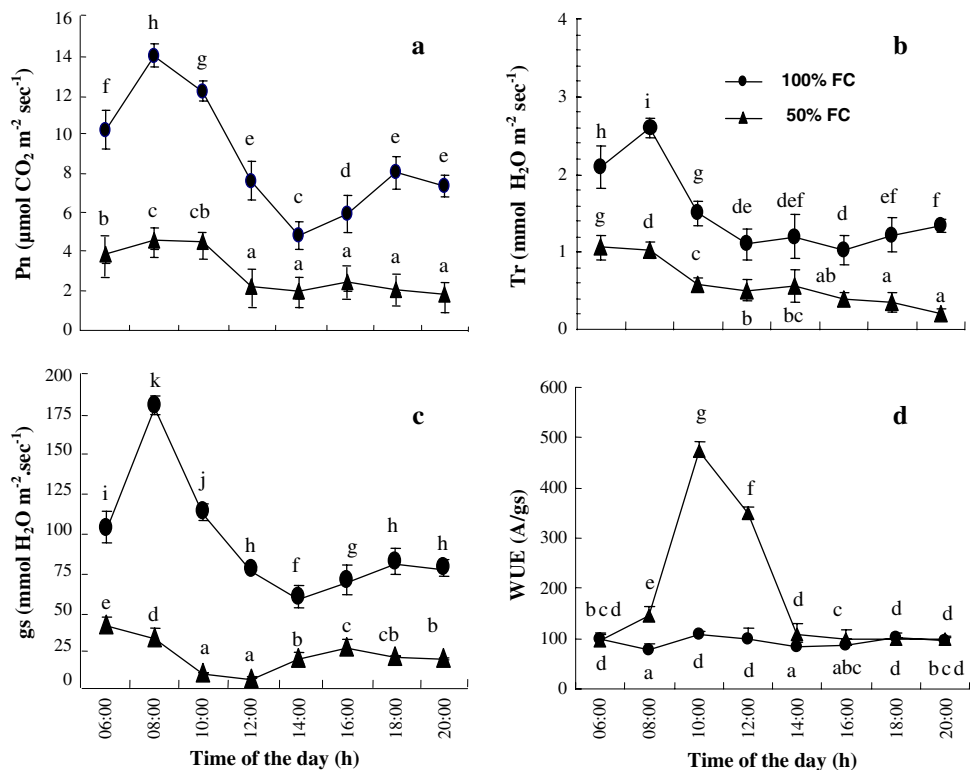 a
Pn (µmol CO₂ m⁻² sec⁻¹)
16
14
12
10
8
6
4
2
0
h
g
f
e
e
e
d
c
b
c
cb
a
a
a
a
a
b
Tr (mmol H₂O m⁻² sec⁻¹)
4
3
2
1
0
100% FC
50% FC
i
h
g
de
def
d
ef
f
g
d
c
b
bc
ab
a
a
c
gs (mmol H₂O m⁻².sec⁻¹)
200
175
150
125
100
75
50
25
0
k
i
j
h
f
g
h
h
e
d
a
a
b
c
cb
b
06:00
08:00
10:00
12:00
14:00
16:00
18:00
20:00
Time of the day (h)
d
WUE (A/gs)
600
500
400
300
200
100
0
g
f
e
b c d
d
c
d
d
d
a
d
d
a
abc
d
b c d
06:00
08:00
10:00
12:00
14:00
16:00
18:00
20:00
Time of the day (h)